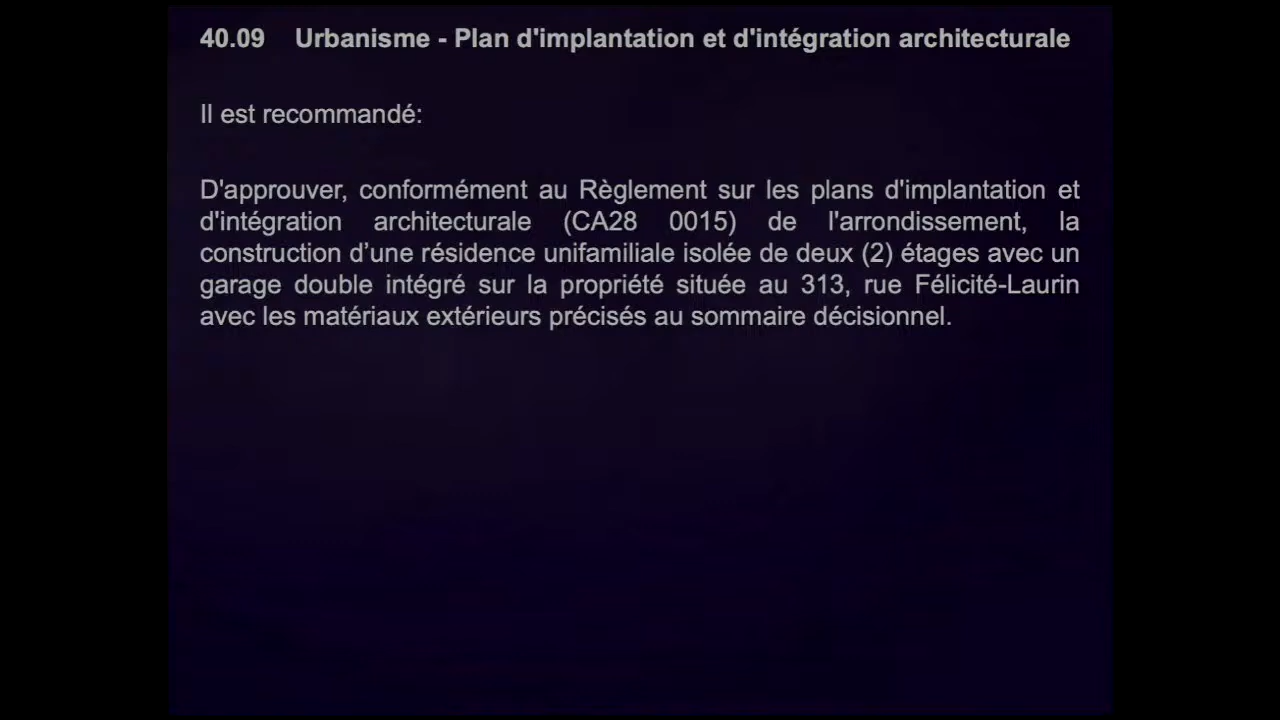 40.09 Urbanisme - Plan d'implantation et d'intégration architecturale
Il est recommandé:
D'approuver, conformément au Règlement sur les plans d'implantation et
d'intégration architecturale (CA28 0015) de l'arrondissement, la
construction d’une résidence unifamiliale isolée de deux (2) étages avec un
garage double intégré sur la propriété située au 313, rue Félicité-Laurin
avec les matériaux extérieurs précisés au sommaire décisionnel.